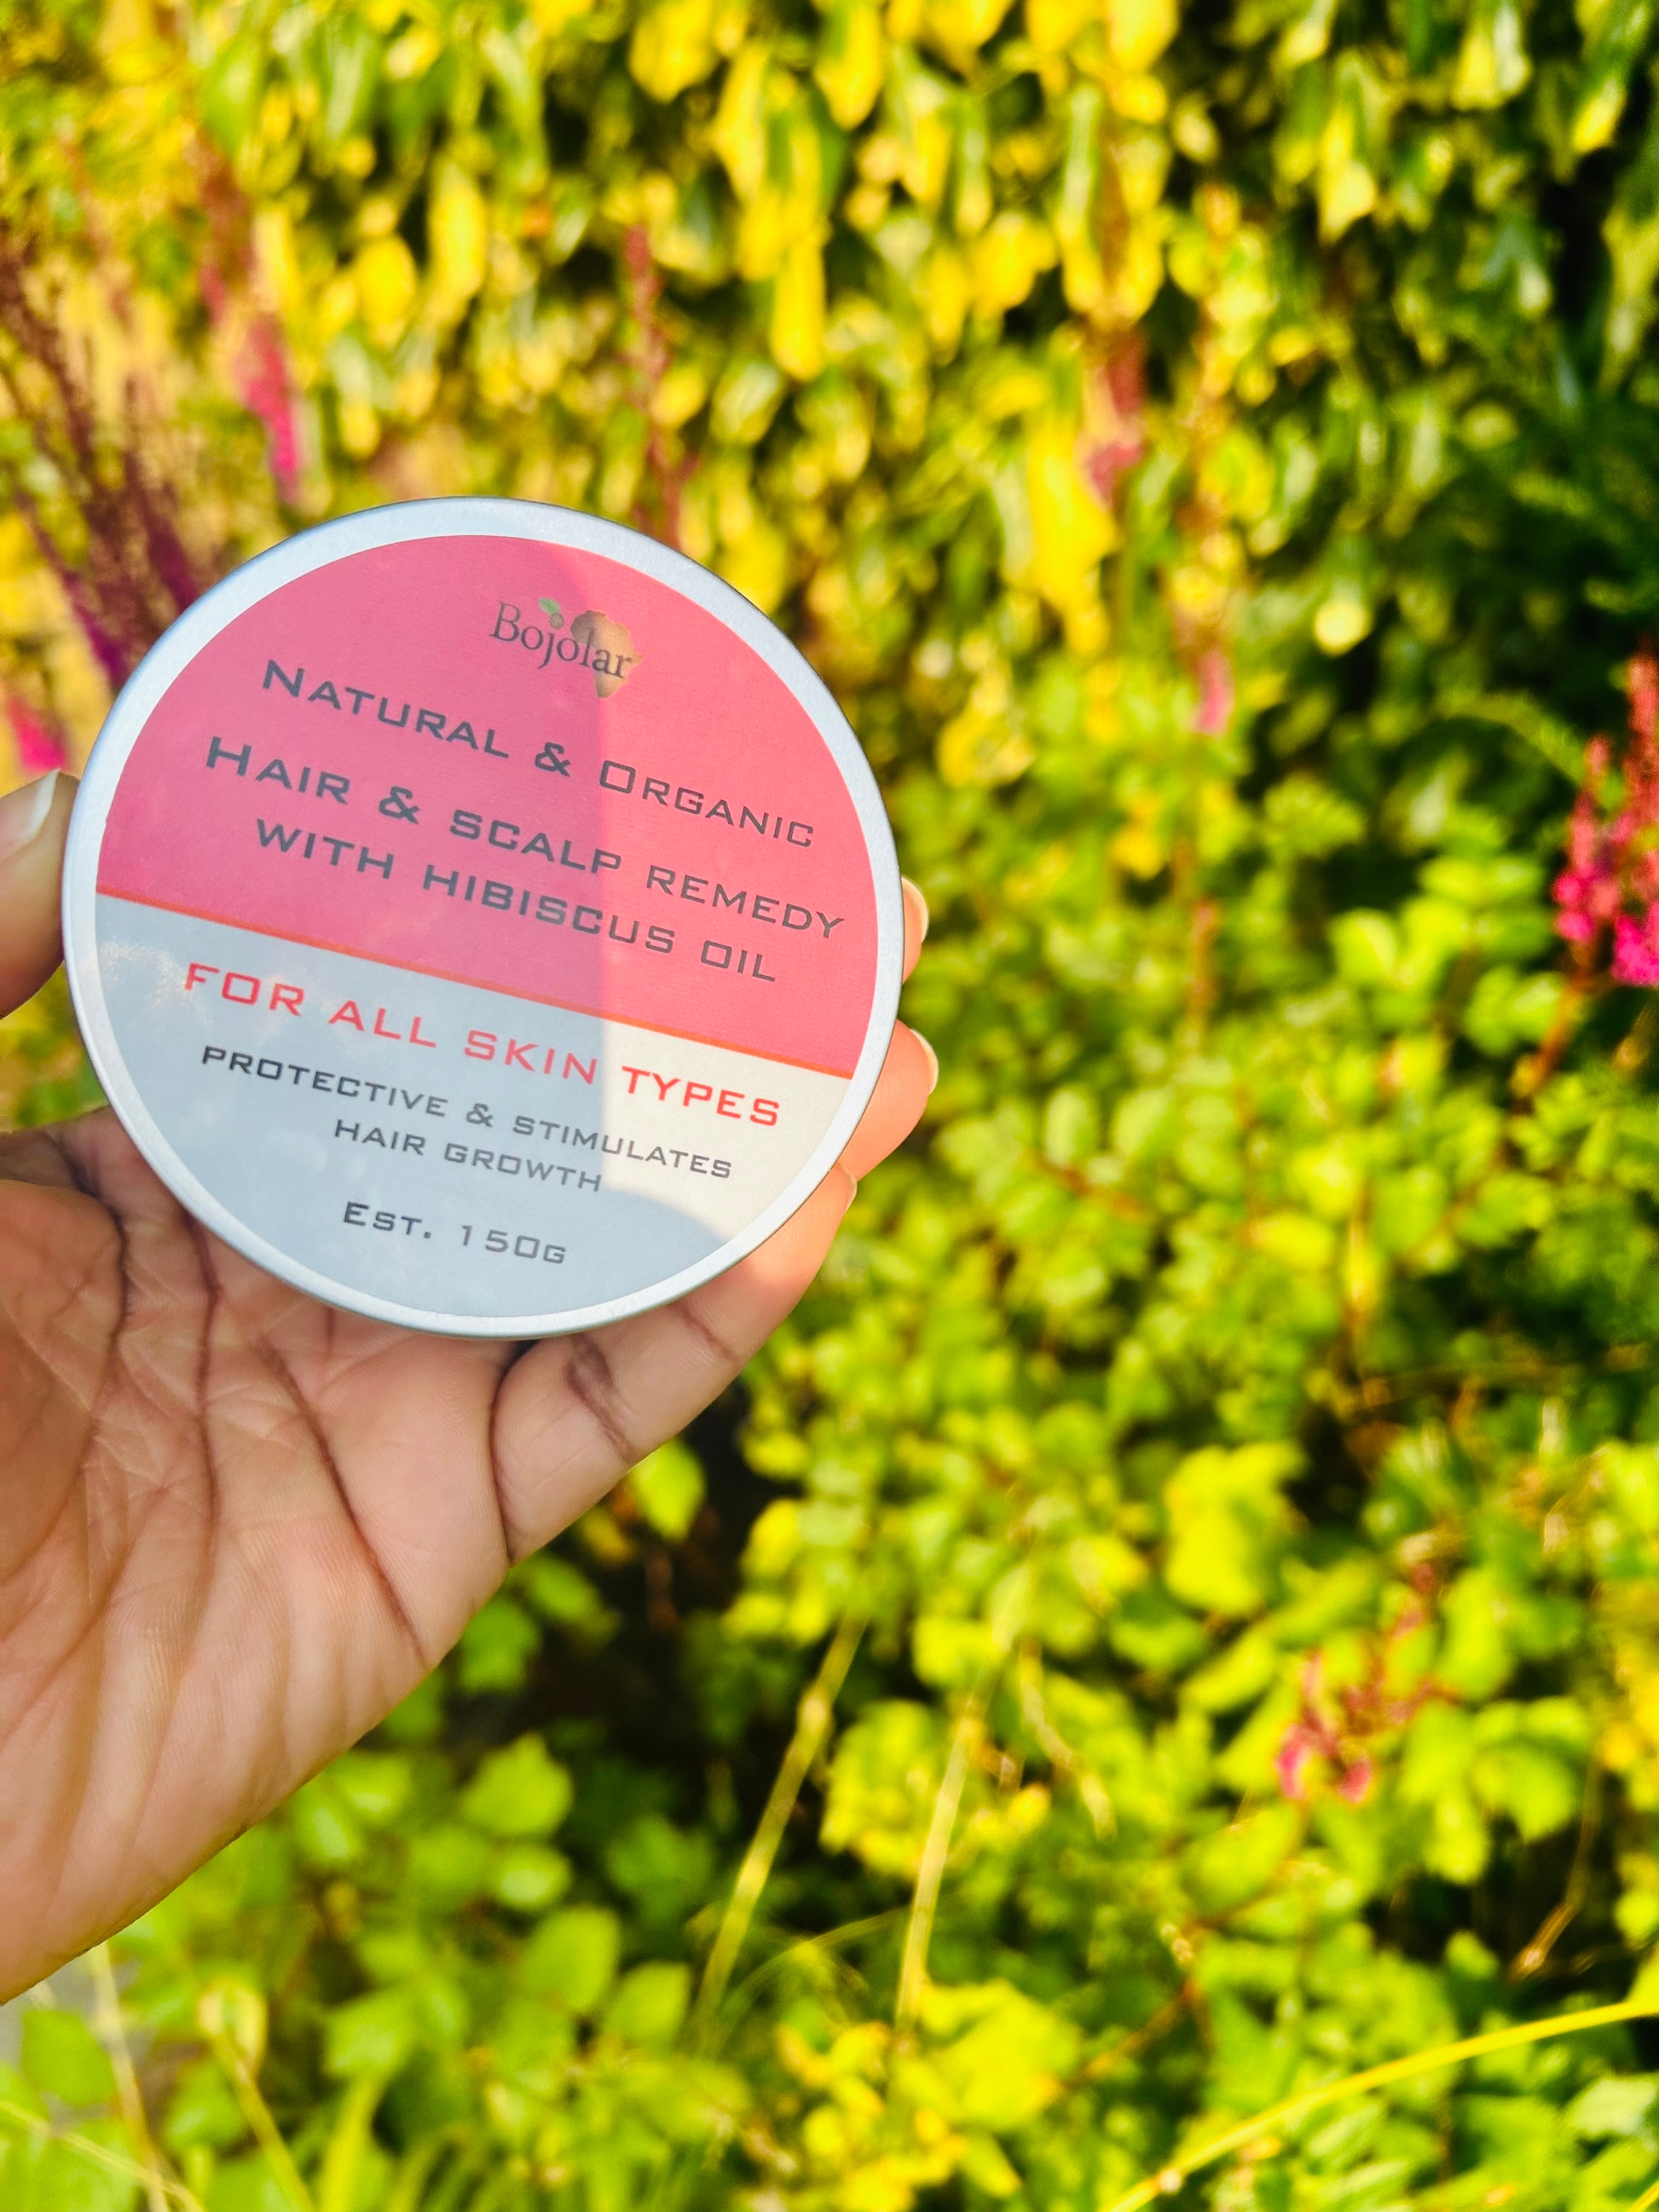 Bojolar
Natural & Organic
Hair & scalp remedy
with hibiscus oil
FOR ALL SKIN TYPES
PROTECTIVE & STIMULATES
HAIR GROWTH
Est. 150g